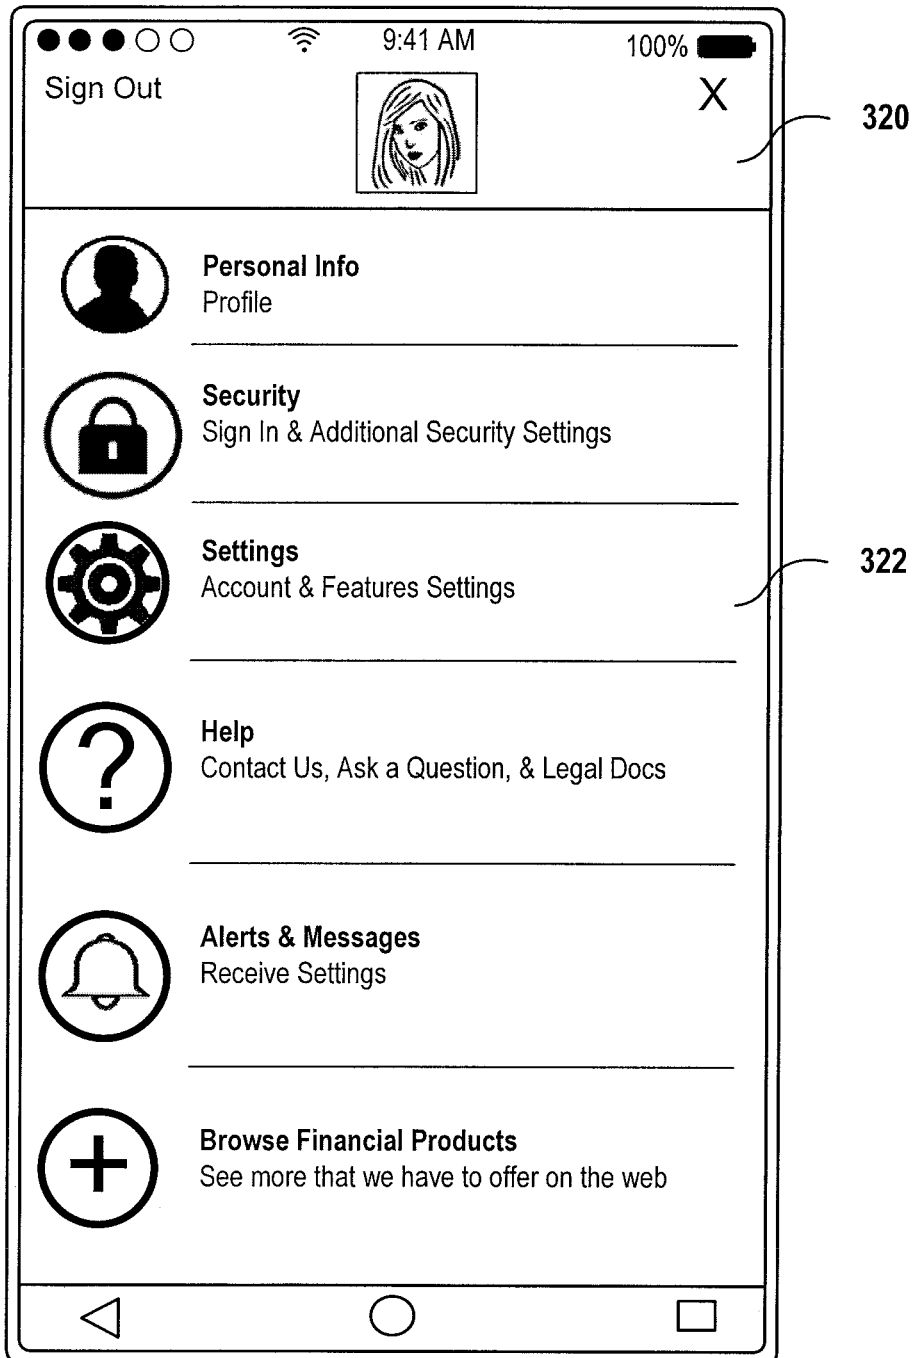 9:41 AM 100%
Sign Out X
320
Personal Info
Profile
Security
Sign In & Additional Security Settings
Settings
Account & Features Settings
322
?
Help
Contact Us, Ask a Question, & Legal Docs
Alerts & Messages
Receive Settings
+
Browse Financial Products
See more that we have to offer on the web